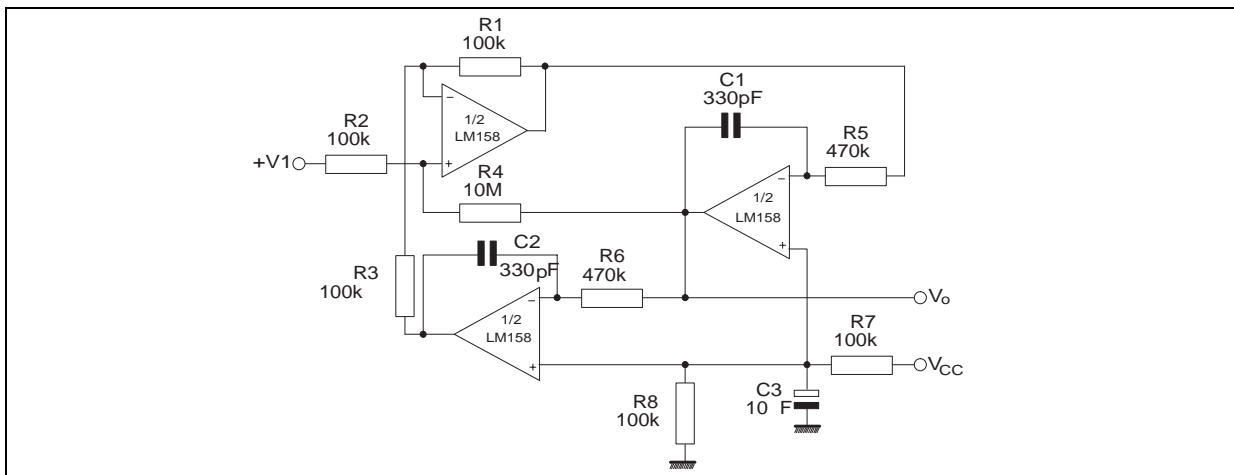 R1
100k
C1
330pF
R2
100k
−
1/2
LM158
+
R5
470k
+V1
R4
10M
−
1/2
LM158
+
C2
330pF
R6
470k
R3
100k
−
1/2
LM158
+
Vo
R7
100k
VCC
R8
100k
C3
10 F